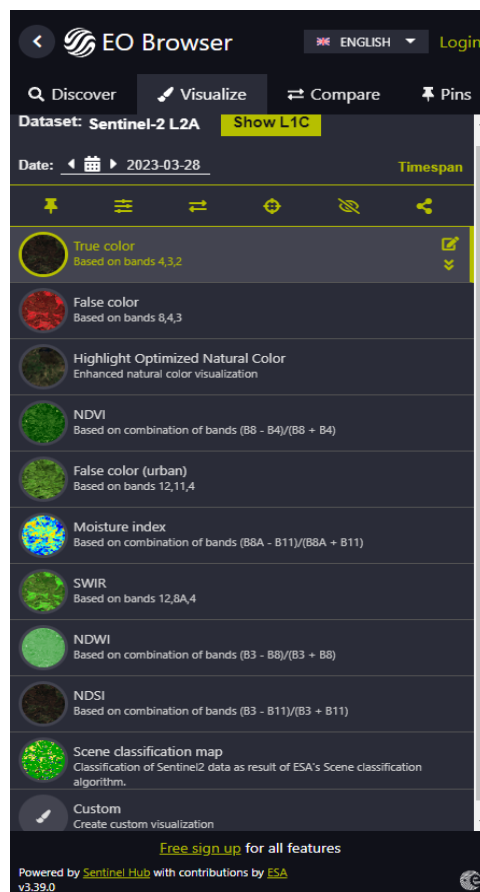 EO Browser
ENGLISH
Login
Discover
Visualize
Compare
Pins
Dataset: Sentinel-2 L2A
Show L1C
Date: 2023-03-28
Timespan
True color
Based on bands 4,3,2
False color
Based on bands 8,4,3
Highlight Optimized Natural Color
Enhanced natural color visualization
NDVI
Based on combination of bands (B8 - B4)/(B8 + B4)
False color (urban)
Based on bands 12,11,4
Moisture index
Based on combination of bands (B8A - B11)/(B8A + B11)
SWIR
Based on bands 12,8A,4
NDWI
Based on combination of bands (B3 - B8)/(B3 + B8)
NDSI
Based on combination of bands (B3 - B11)/(B3 + B11)
Scene classification map
Classification of Sentinel2 data as result of ESA's Scene classification
algorithm.
Custom
Create custom visualization
Free sign up for all features
Powered by Sentinel Hub with contributions by ESA
v3.39.0